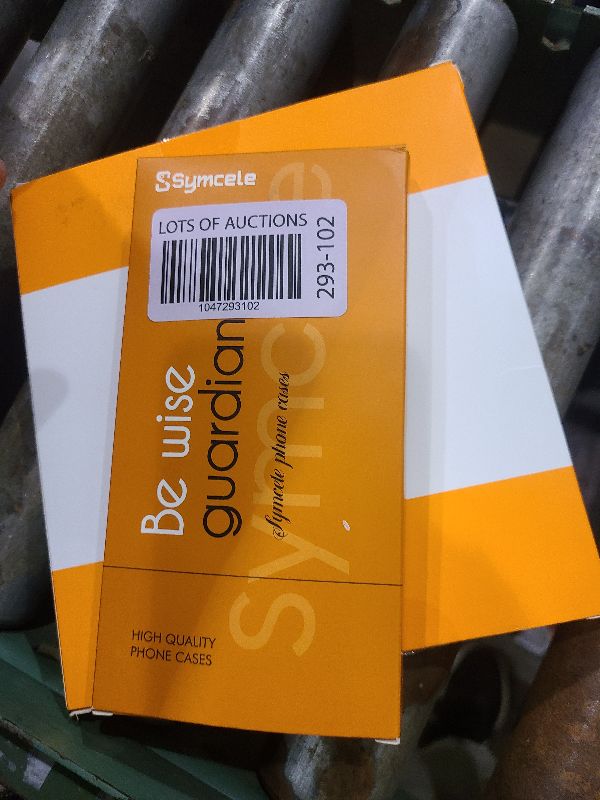 Symcele
LOTS OF AUCTIONS
1047293102
293-102
Be wise
guardian
Symcele phone cases
Symcele
HIGH QUALITY
PHONE CASES